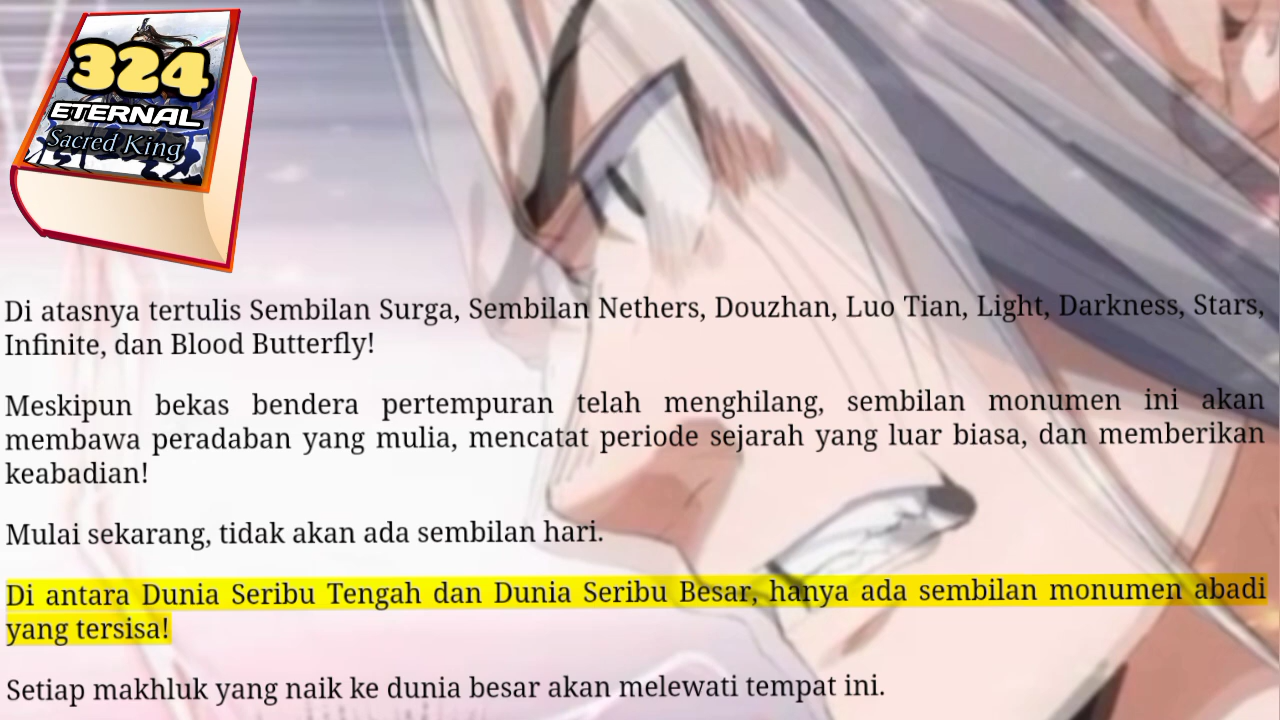 324
ETERNAL
Sacred King
Di atasnya tertulis Sembilan Surga, Sembilan Nethers, Douzhan, Luo Tian, Light, Darkness, Stars,
Infinite, dan Blood Butterfly!
Meskipun bekas bendera pertempuran telah menghilang, sembilan monumen ini akan
membawa peradaban yang mulia, mencatat periode sejarah yang luar biasa, dan memberikan
keabadian!
Mulai sekarang, tidak akan ada sembilan hari.
Di antara Dunia Seribu Tengah dan Dunia Seribu Besar, hanya ada sembilan monumen abadi
yang tersisa!
Setiap makhluk yang naik ke dunia besar akan melewati tempat ini.